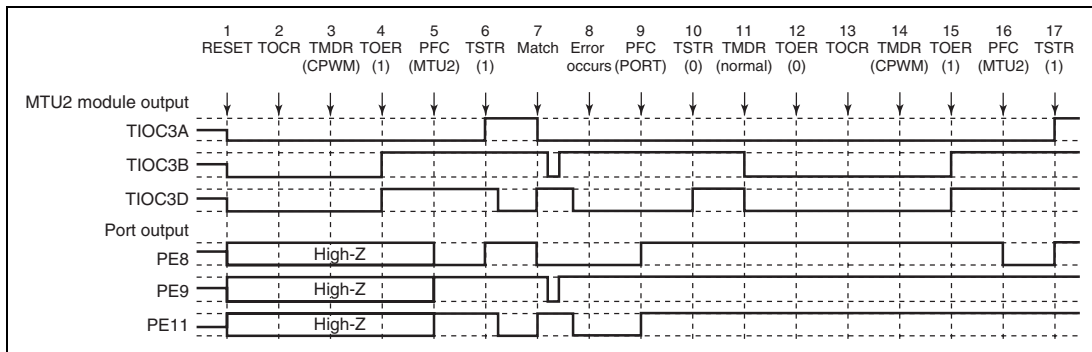 1 2 3 4 5 6 7 8 9 10 11 12 13 14 15 16 17
RESET TOCR TMDR TOER PFC TSTR Match Error PFC TSTR TMDR TOER TOCR TMDR TOER PFC TSTR
(CPWM) (1) (MTU2) (1) occurs (PORT) (0) (normal) (0) (CPWM) (1) (MTU2) (1)
MTU2 module output
TIOC3A
TIOC3B
TIOC3D
Port output
PE8 High-Z
PE9 High-Z
PE11 High-Z